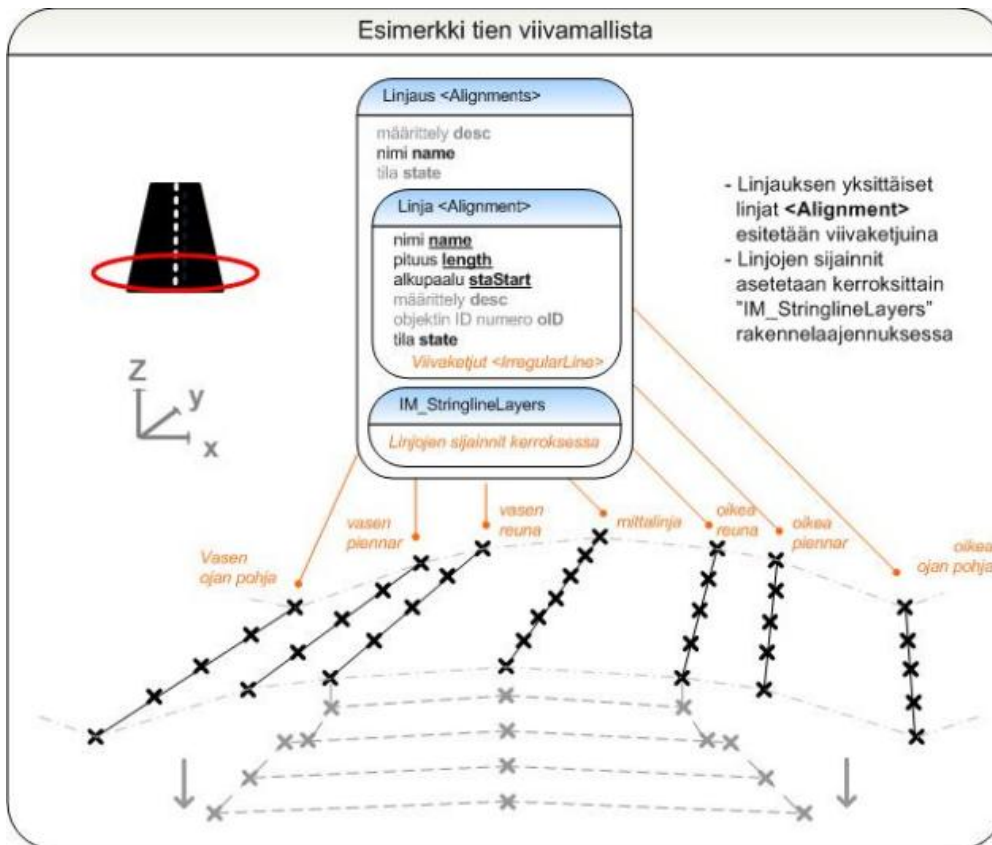 Esimerkki tien viivamallista
Linjaus <Alignments>
määrittely desc
nimi name
tila state
Linja <Alignment>
nimi name
pituus length
alkupaalu staStart
määrittely desc
objektin ID numero oID
tila state
Viivaketjut <IrregularLine>
IM_StringlineLayers
Linjojen sijainnit kerroksessa
- Linjauksen yksittäiset
linjat <Alignment>
esitetään viivaketjuina
- Linjojen sijainnit
asetetaan kerroksittain
"IM_StringlineLayers"
rakennelaajennuksessa
Z
y
x
Vasen
ojan pohja
vasen
piennar
vasen
reuna
mittalinja
oikea
reuna
oikea
piennar
oikea
ojan pohja